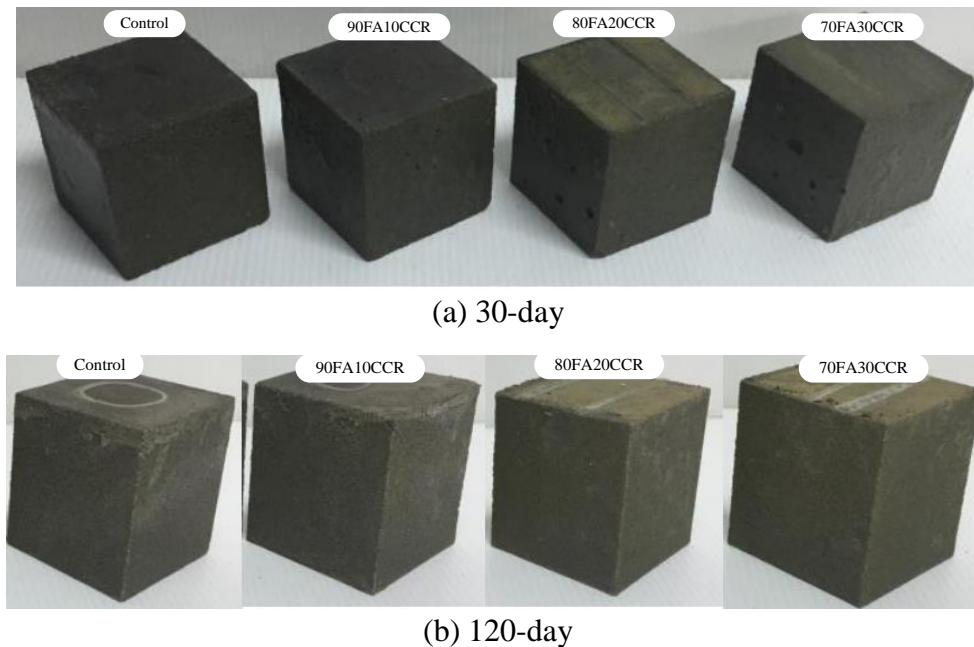 Control
90FA10CCR
80FA20CCR
70FA30CCR
(a) 30-day
Control
90FA10CCR
80FA20CCR
70FA30CCR
(b) 120-day